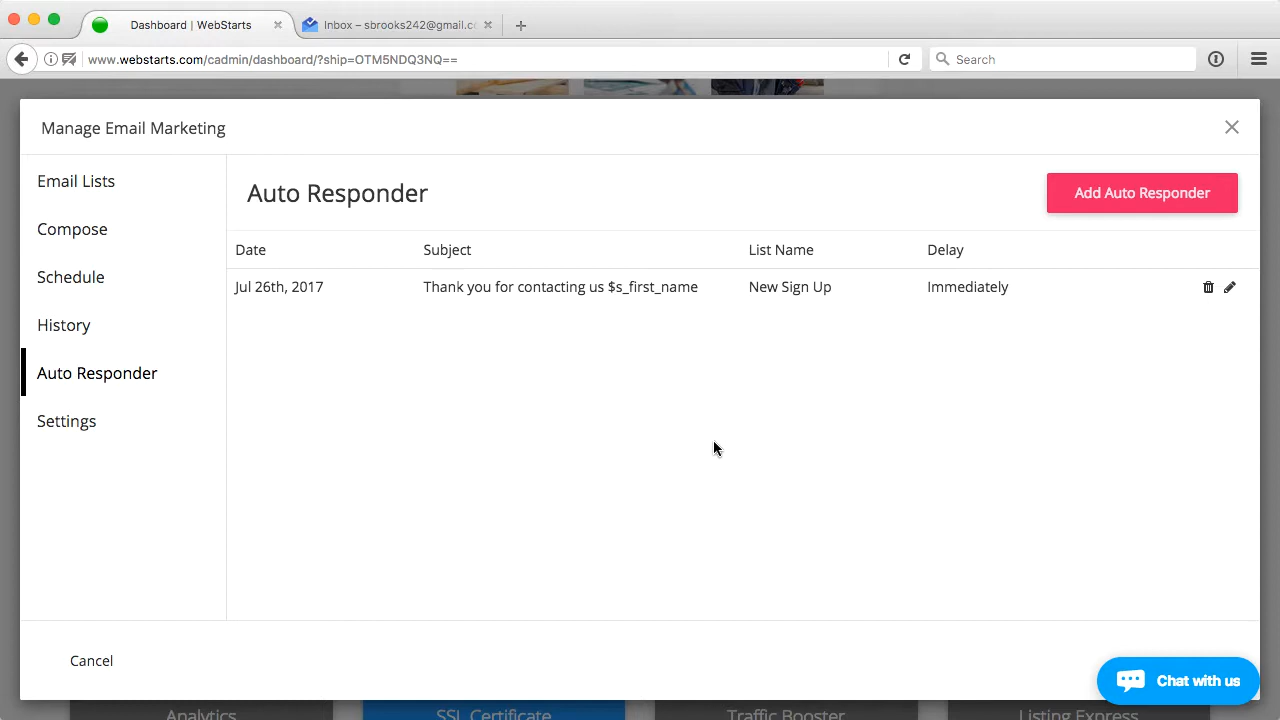 Dashboard | WebStarts
Inbox – sbrooks242@gmail.c
www.webstarts.com/cadmin/dashboard/?ship=OTM5NDQ3NQ==
Search
Manage Email Marketing
Email Lists
Compose
Schedule
History
Auto Responder
Settings
Auto Responder
Add Auto Responder
Date Subject List Name Delay
Jul 26th, 2017 Thank you for contacting us $s_first_name New Sign Up Immediately
Cancel
Chat with us
Analytics SSL Certificate Traffic Booster Listing Express